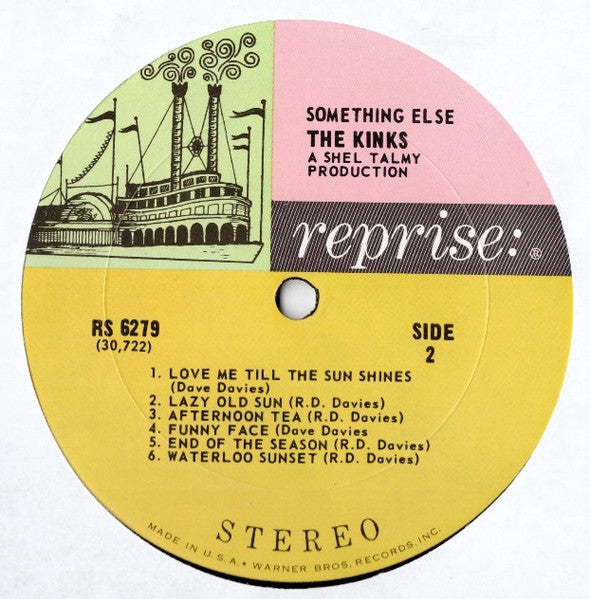 SOMETHING ELSE
THE KINKS
A SHEL TALMY
PRODUCTION
reprise:®
RS 6279
(30,722)
SIDE
2
1. LOVE ME TILL THE SUN SHINES
(Dave Davies)
2. LAZY OLD SUN (R.D. Davies)
3. AFTERNOON TEA (R.D. Davies)
4. FUNNY FACE (Dave Davies
5. END OF THE SEASON (R.D. Davies)
6. WATERLOO SUNSET (R.D. Davies)
STEREO
MADE IN U.S.A. • WARNER BROS. RECORDS, INC.